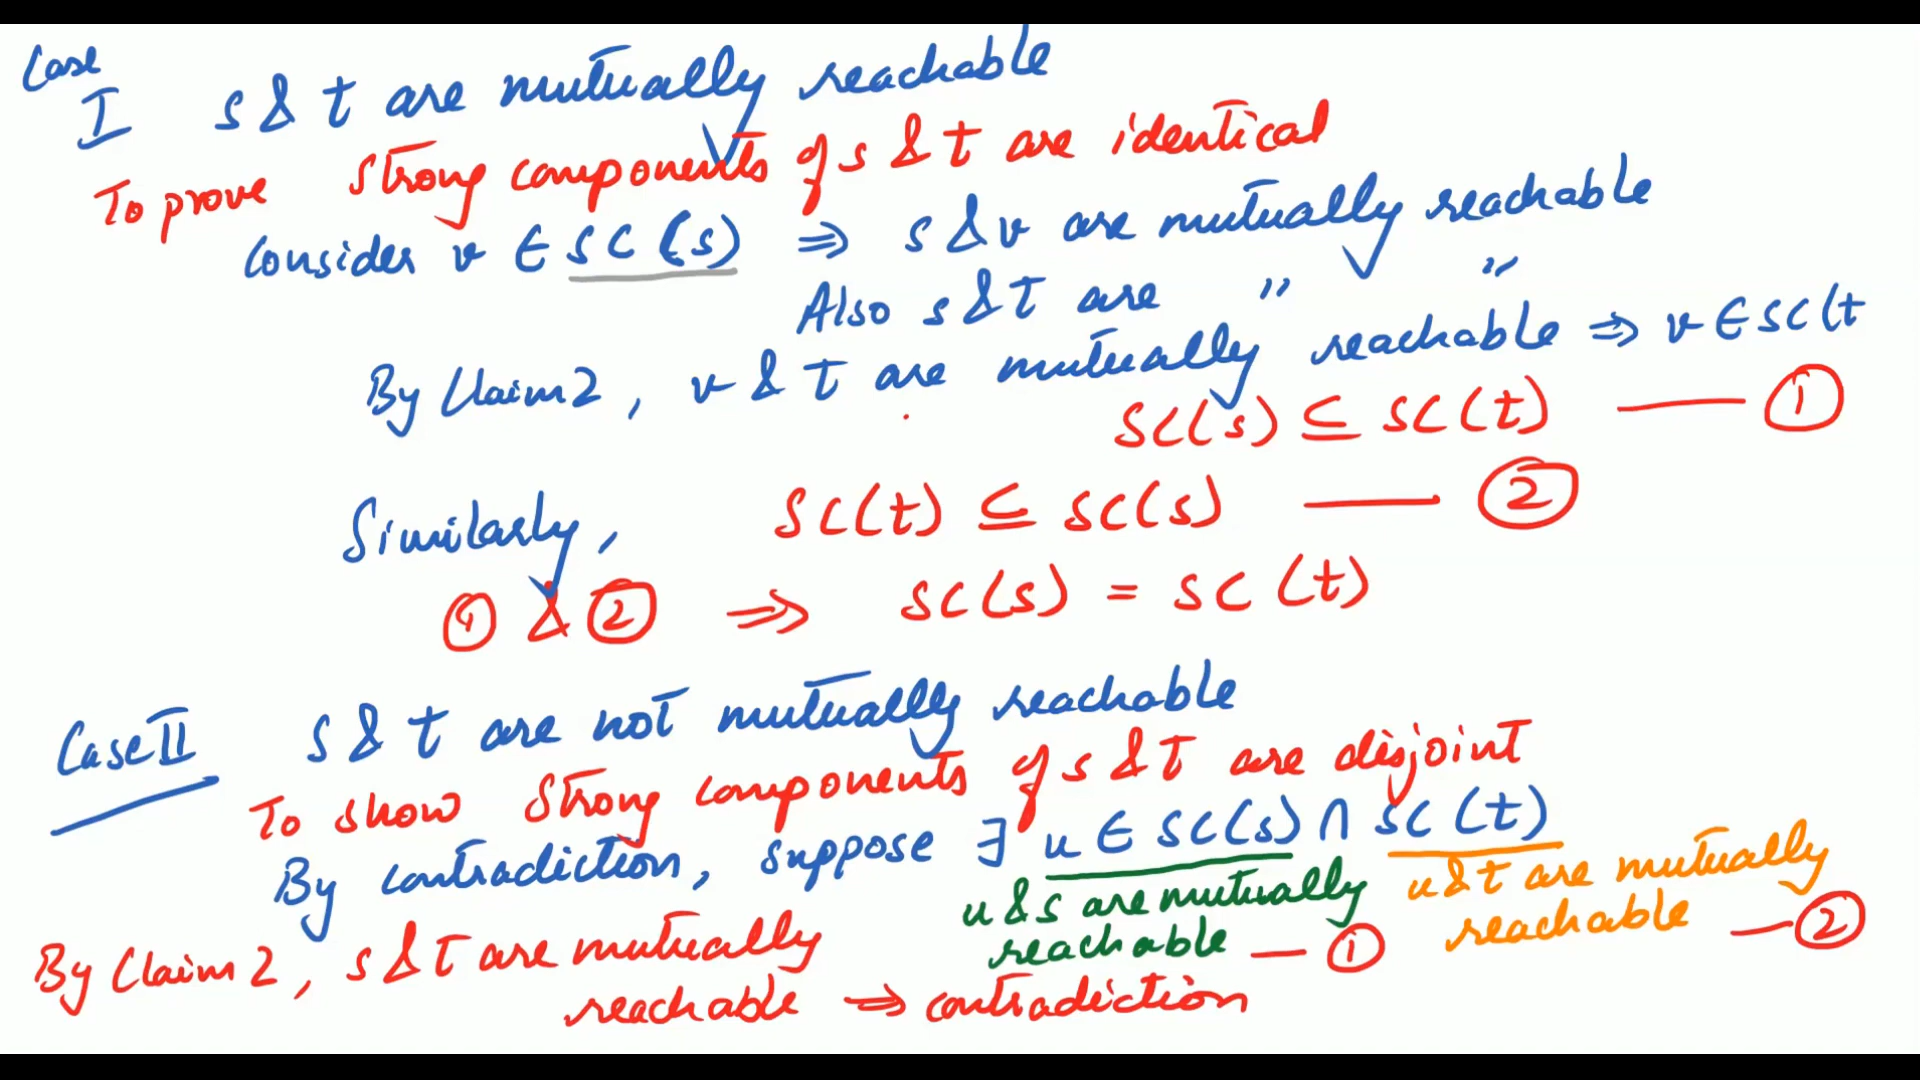 Case
I s & t are mutually reachable
To prove strong components of s & t are identical
Consider v ∈ SC(s) ⇒ s & v are mutually reachable
Also s & t are " "
By Claim 2, v & t are mutually reachable ⇒ v ∈ SC(t
SC(s) ⊆ SC(t) — ①
Similarly, SC(t) ⊆ SC(s) — ②
① & ② ⇒ SC(s) = SC(t)
Case II s & t are not mutually reachable
To show strong components of s & t are disjoint
By contradiction, suppose ∃ u ∈ SC(s) ∩ SC(t)
u & s are mutually
reachable — ①
u & t are mutually
reachable — ②
By Claim 2, s & t are mutually
reachable ⇒ contradiction